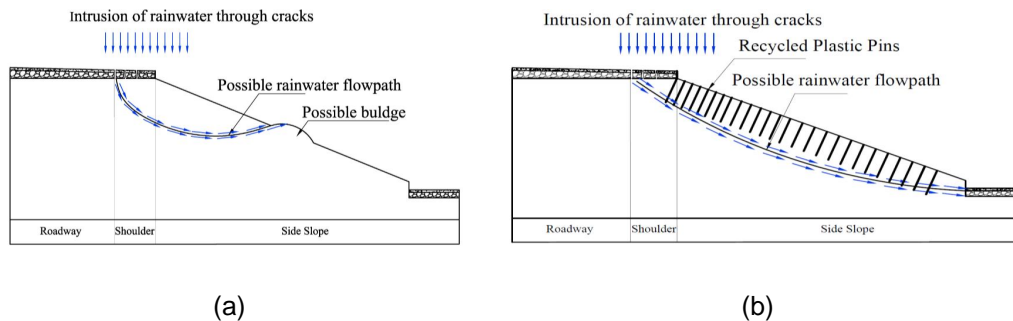 Intrusion of rainwater through cracks
Possible rainwater flowpath
Possible buldge
Roadway
Shoulder
Side Slope
(a)
Intrusion of rainwater through cracks
Recycled Plastic Pins
Possible rainwater flowpath
Roadway
Shoulder
Side Slope
(b)